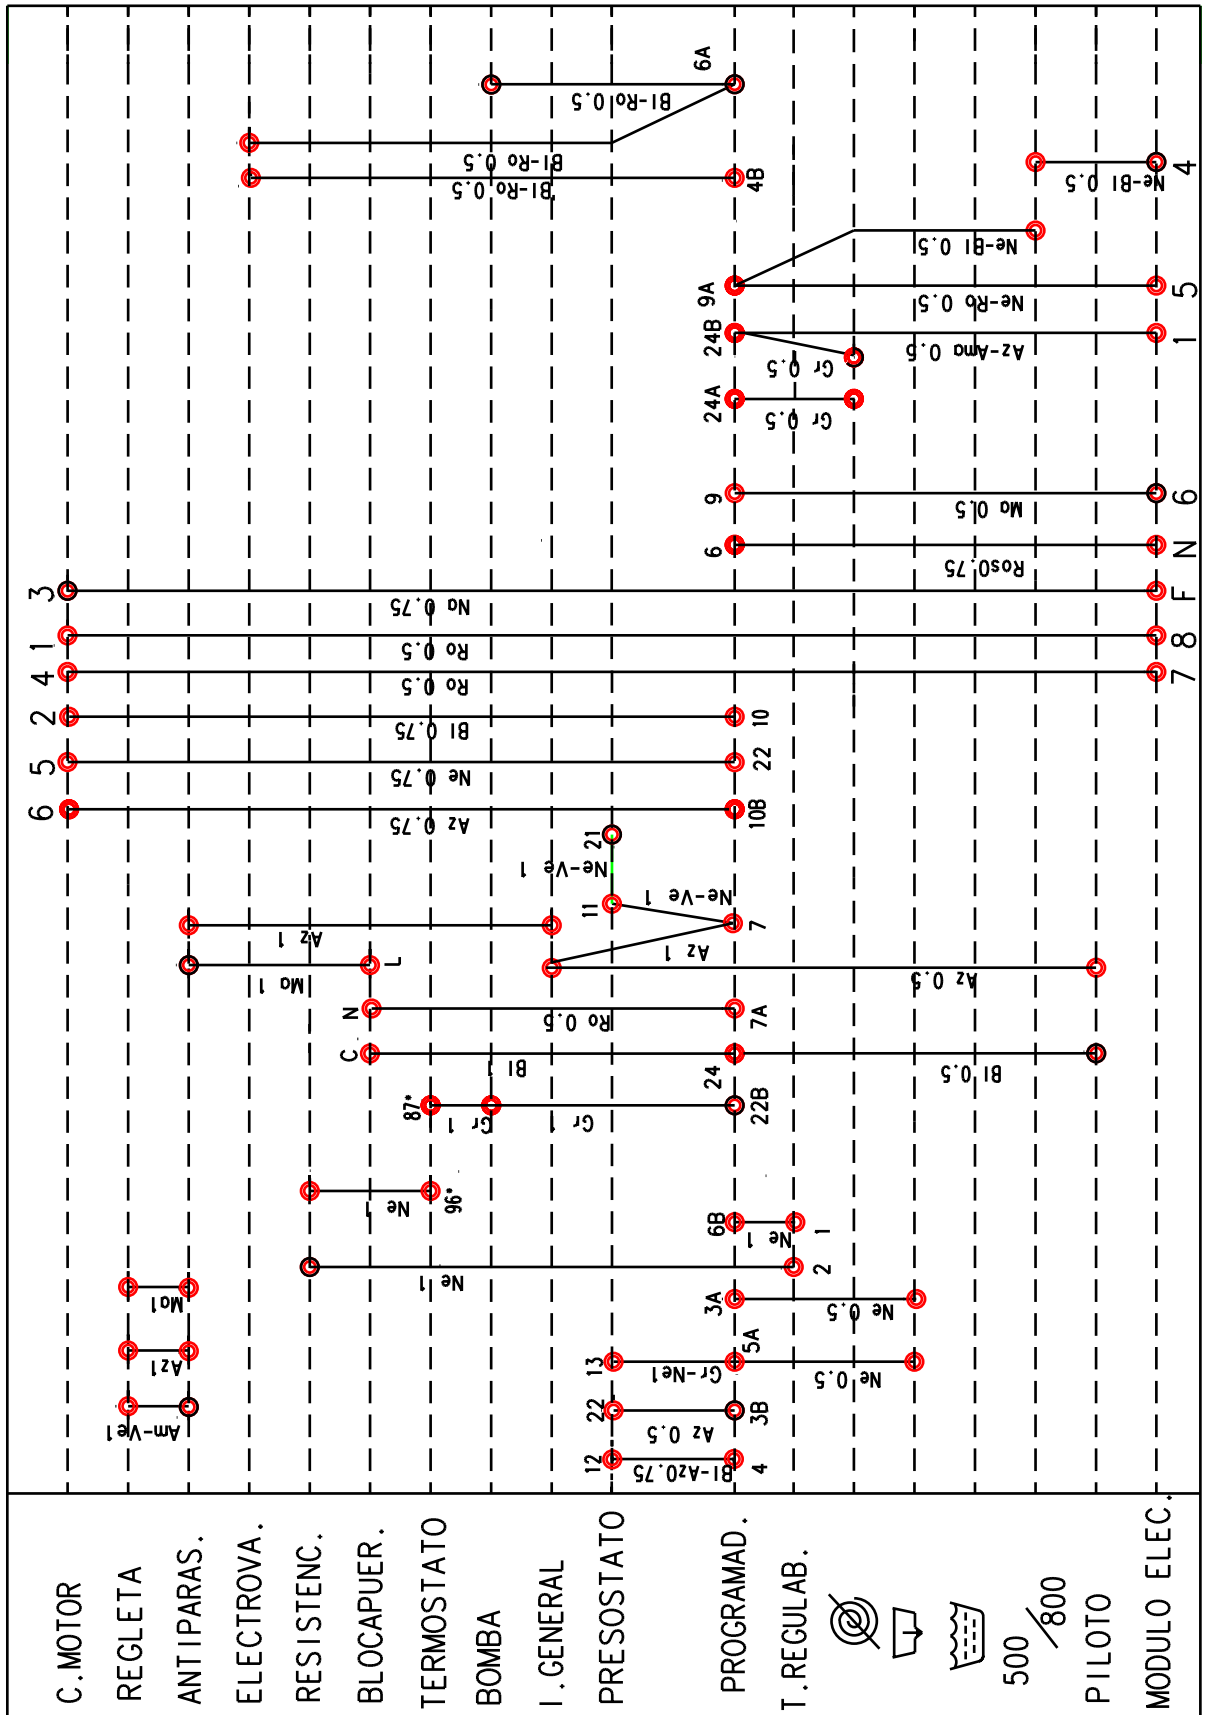 C.MOTOR
REGLETA
ANTIPARAS.
ELECTROVA.
RESISTENC.
BLOCAPUER.
TERMOSTATO
BOMBA
I.GENERAL
PRESOSTATO
PROGRAMAD.
T.REGULAB.
500
/800
PILOTO
MODULO ELEC.
Am-Ve1
Az1
Ma1
12
Bl-Az0.75
4
22
Az 0.5
3B
13
Gr-Ne1
5A
Ne 0.5
3A
Ne 0.5
Ne 1
2
6B
Ne 1
1
Ne 1
96*
87*
Gr 1
Gr 1
22B
C
Bl 1
24
Bl 0.5
N
Ro 0.5
7A
Ma 1
L
Az 1
Az 1
Az 0.5
7
11
Ne-Ve 1
Ne-Ve 1
21
6
Az 0.75
10B
5
Ne 0.75
22
2
Bl 0.75
10
4
Ro 0.5
7
1
Ro 0.5
8
3
Na 0.75
F
6
Ros0.75
N
9
Ma 0.5
6
24A
Gr 0.5
24B
Gr 0.5
Az-Ama 0.5
1
9A
Ne-Ro 0.5
5
Ne-Bl 0.5
Bl-Ro 0.5
4B
Bl-Ro 0.5
Ne-Bl 0.5
4
Bl-Ro 0.5
6A